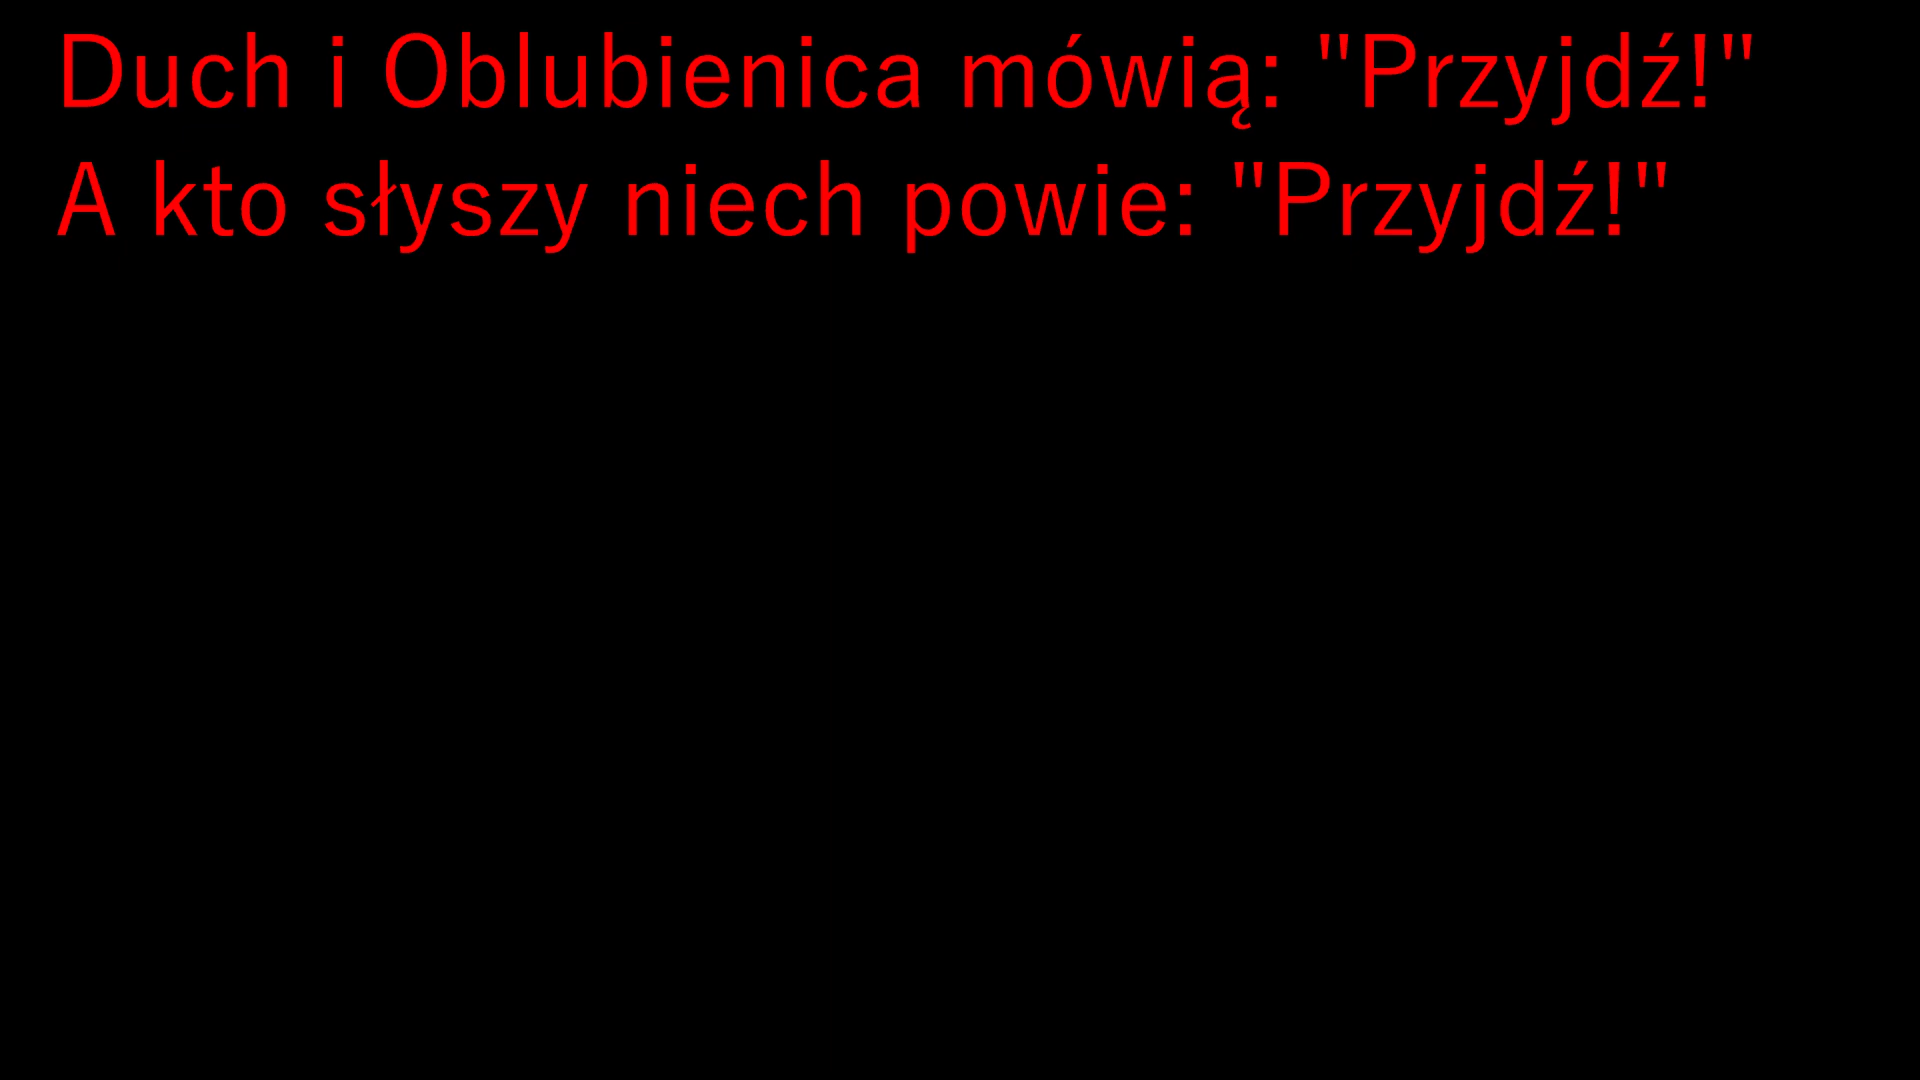 Duch i Oblubienica mówią: "Przyjdź!"
A kto słyszy niech powie: "Przyjdź!"